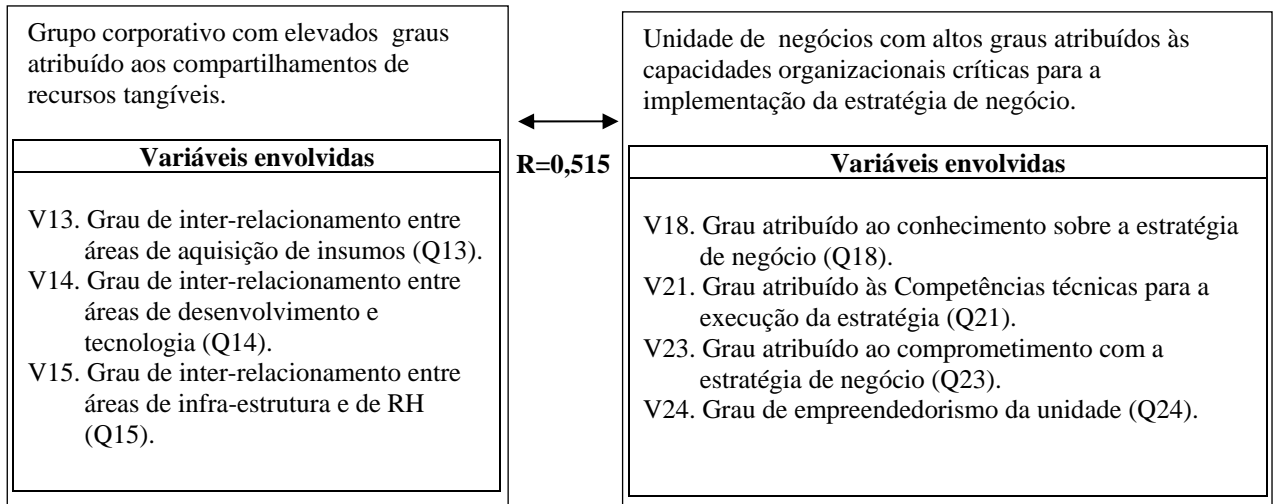 Grupo corporativo com elevados graus
atribuído aos compartilhamentos de
recursos tangíveis.
Variáveis envolvidas
V13. Grau de inter-relacionamento entre
áreas de aquisição de insumos (Q13).
V14. Grau de inter-relacionamento entre
áreas de desenvolvimento e
tecnologia (Q14).
V15. Grau de inter-relacionamento entre
áreas de infra-estrutura e de RH
(Q15).
R=0,515
Unidade de negócios com altos graus atribuídos às
capacidades organizacionais críticas para a
implementação da estratégia de negócio.
Variáveis envolvidas
V18. Grau atribuído ao conhecimento sobre a estratégia
de negócio (Q18).
V21. Grau atribuído às Competências técnicas para a
execução da estratégia (Q21).
V23. Grau atribuído ao comprometimento com a
estratégia de negócio (Q23).
V24. Grau de empreendedorismo da unidade (Q24).